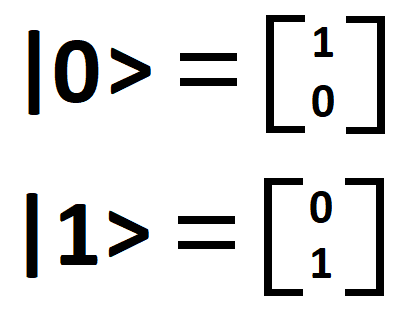 |0> = [1
0]
|1> = [0
1]